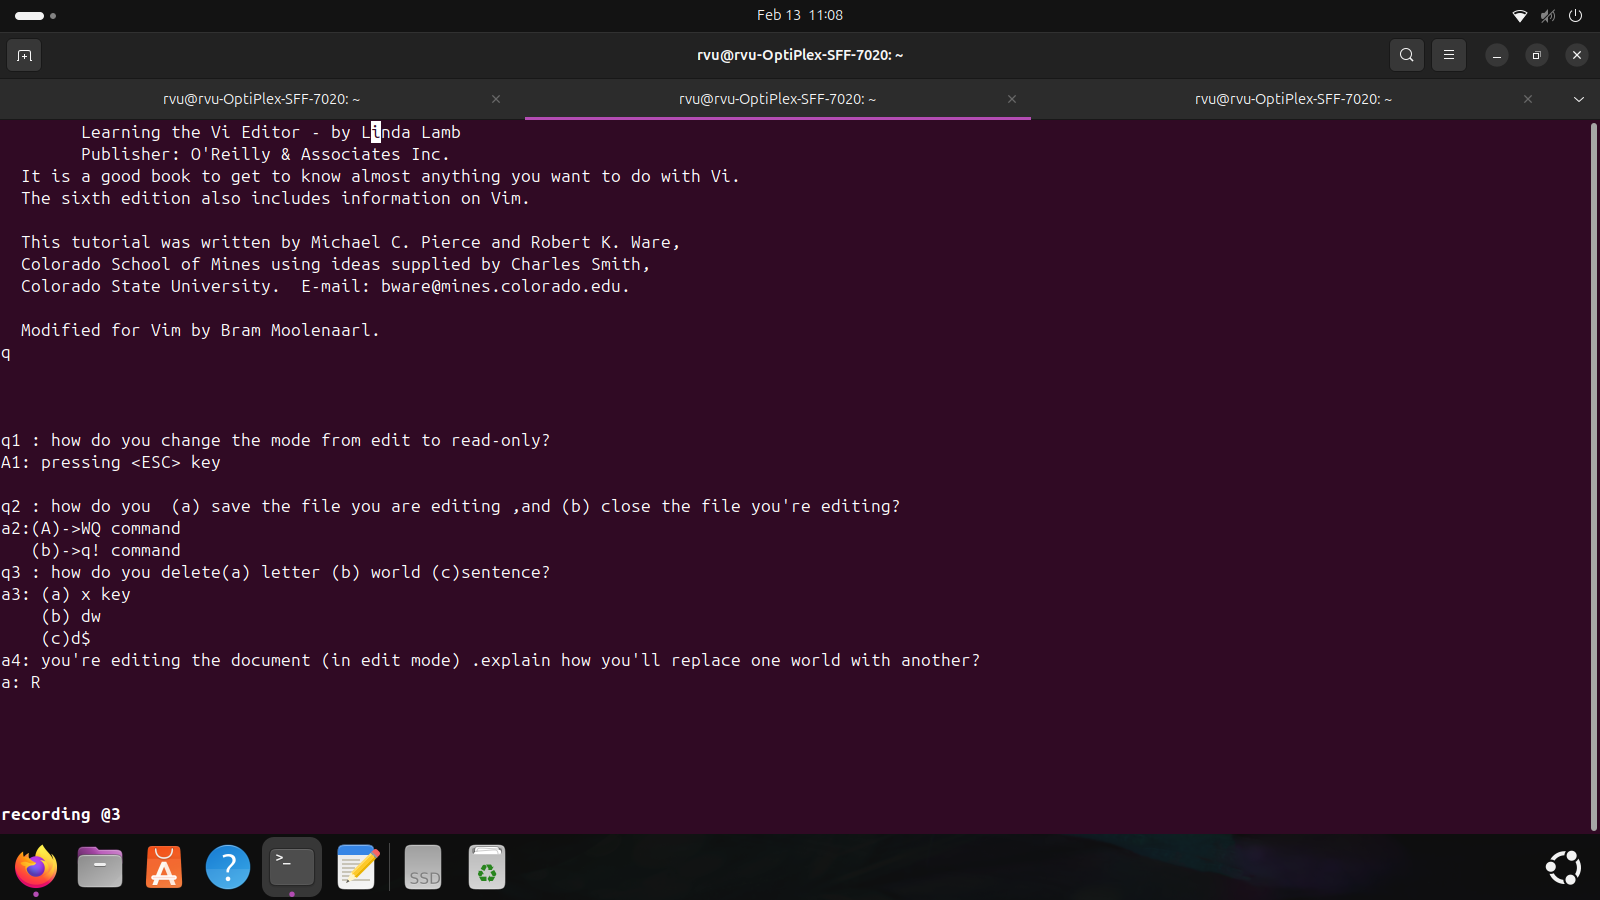 Feb 13 11:08
rvu@rvu-OptiPlex-SFF-7020: ~
rvu@rvu-OptiPlex-SFF-7020: ~
rvu@rvu-OptiPlex-SFF-7020: ~
rvu@rvu-OptiPlex-SFF-7020: ~
Learning the Vi Editor - by Linda Lamb
Publisher: O'Reilly & Associates Inc.
It is a good book to get to know almost anything you want to do with Vi.
The sixth edition also includes information on Vim.
This tutorial was written by Michael C. Pierce and Robert K. Ware,
Colorado School of Mines using ideas supplied by Charles Smith,
Colorado State University.  E-mail: bware@mines.colorado.edu.
Modified for Vim by Bram Moolenaarl.
q
q1 : how do you change the mode from edit to read-only?
A1: pressing <ESC> key
q2 : how do you  (a) save the file you are editing ,and (b) close the file you're editing?
a2:(A)->WQ command
(b)->q! command
q3 : how do you delete(a) letter (b) world (c)sentence?
a3: (a) x key
(b) dw
(c)d$
a4: you're editing the document (in edit mode) .explain how you'll replace one world with another?
a: R
recording @3
SSD